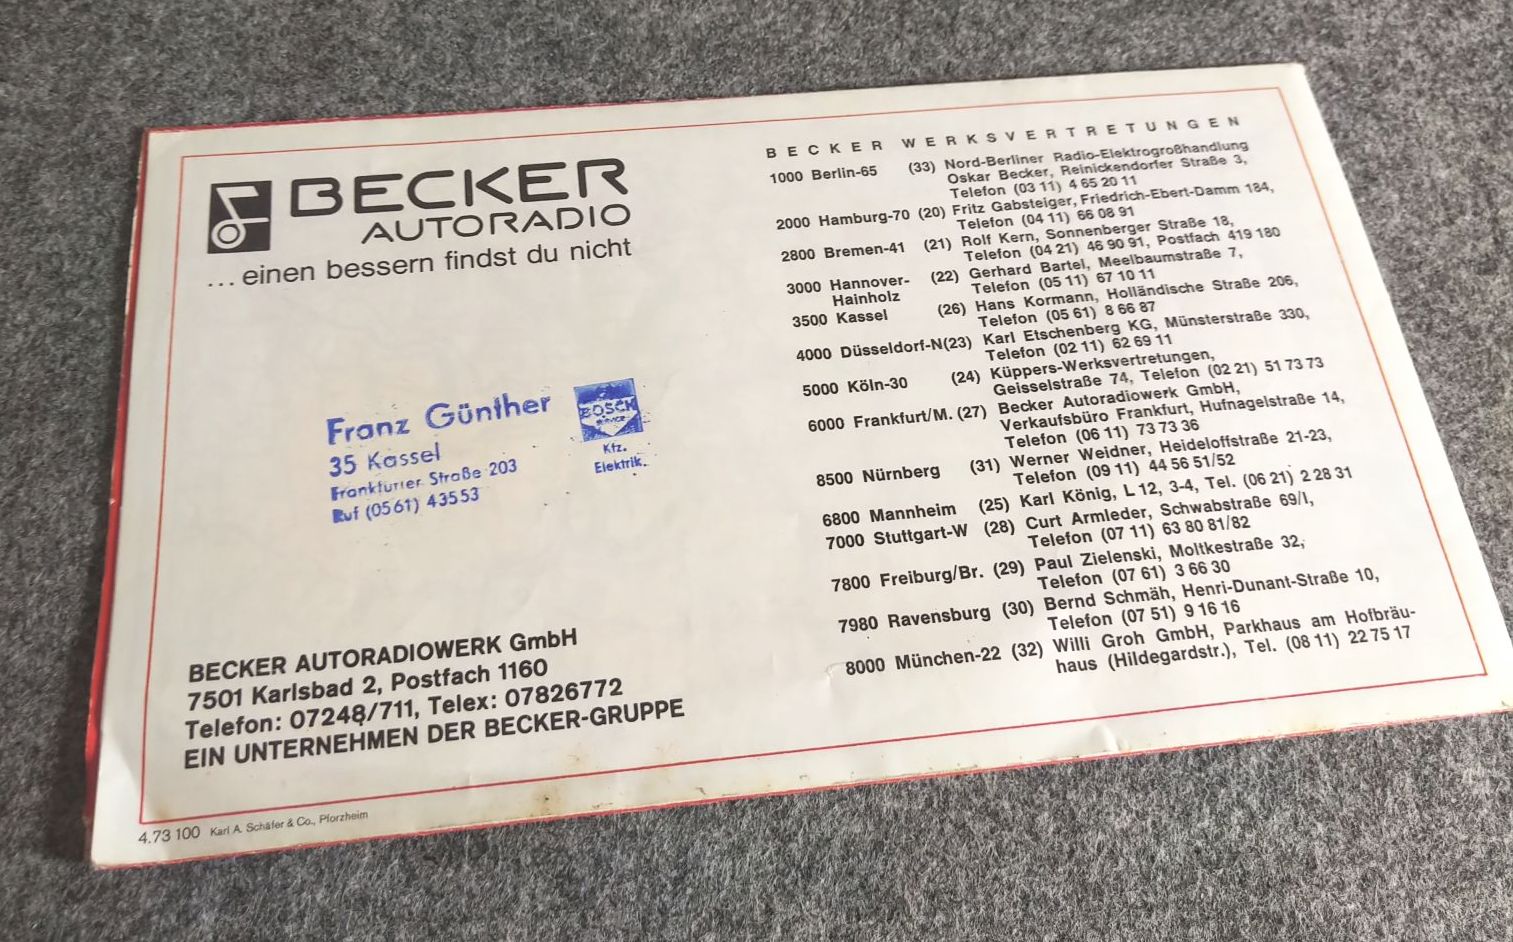 BECKER
AUTORADIO
... einen bessern findst du nicht
Franz Günther
35 Kassel
Frankfurter Straße 203
Ruf (0561) 43553
BOSCH
SERVICE
Kfz.
Elektrik.
BECKER AUTORADIOWERK GmbH
7501 Karlsbad 2, Postfach 1160
Telefon: 07248/711, Telex: 07826772
EIN UNTERNEHMEN DER BECKER-GRUPPE
4.73 100 Karl A. Schäfer & Co., Pforzheim
BECKER WERKSVERTRETUNGEN
1000 Berlin-65 (33) Nord-Berliner Radio-Elektrogroßhandlung
Oskar Becker, Reinickendorfer Straße 3,
Telefon (03 11) 4 65 20 11
2000 Hamburg-70 (20) Fritz Gabsteiger, Friedrich-Ebert-Damm 184,
Telefon (04 11) 66 08 91
2800 Bremen-41 (21) Rolf Kern, Sonnenberger Straße 18,
Telefon (04 21) 46 90 91, Postfach 419 180
3000 Hannover- (22) Gerhard Bartel, Meelbaumstraße 7,
Hainholz Telefon (05 11) 67 10 11
3500 Kassel (26) Hans Kormann, Holländische Straße 206,
Telefon (05 61) 8 66 87
4000 Düsseldorf-N (23) Karl Etschenberg KG, Münsterstraße 330,
Telefon (02 11) 62 69 11
5000 Köln-30 (24) Küppers-Werksvertretungen,
Geisselstraße 74, Telefon (02 21) 51 73 73
6000 Frankfurt/M. (27) Becker Autoradiowerk GmbH,
Verkaufsbüro Frankfurt, Hufnagelstraße 14,
Telefon (06 11) 73 73 36
8500 Nürnberg (31) Werner Weidner, Heideloffstraße 21-23,
Telefon (09 11) 44 56 51/52
6800 Mannheim (25) Karl König, L 12, 3-4, Tel. (06 21) 2 28 31
7000 Stuttgart-W (28) Curt Armleder, Schwabstraße 69/I,
Telefon (07 11) 63 80 81/82
7800 Freiburg/Br. (29) Paul Zielenski, Moltkestraße 32,
Telefon (07 61) 3 66 30
7980 Ravensburg (30) Bernd Schmäh, Henri-Dunant-Straße 10,
Telefon (07 51) 9 16 16
8000 München-22 (32) Willi Groh GmbH, Parkhaus am Hofbräu-
haus (Hildegardstr.), Tel. (08 11) 22 75 17